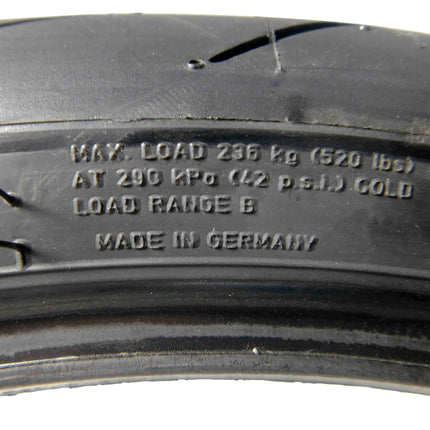 MAX. LOAD 236 kg (520 lbs)
AT 290 kPa (42 p.s.i.) COLD
LOAD RANGE B
MADE IN GERMANY